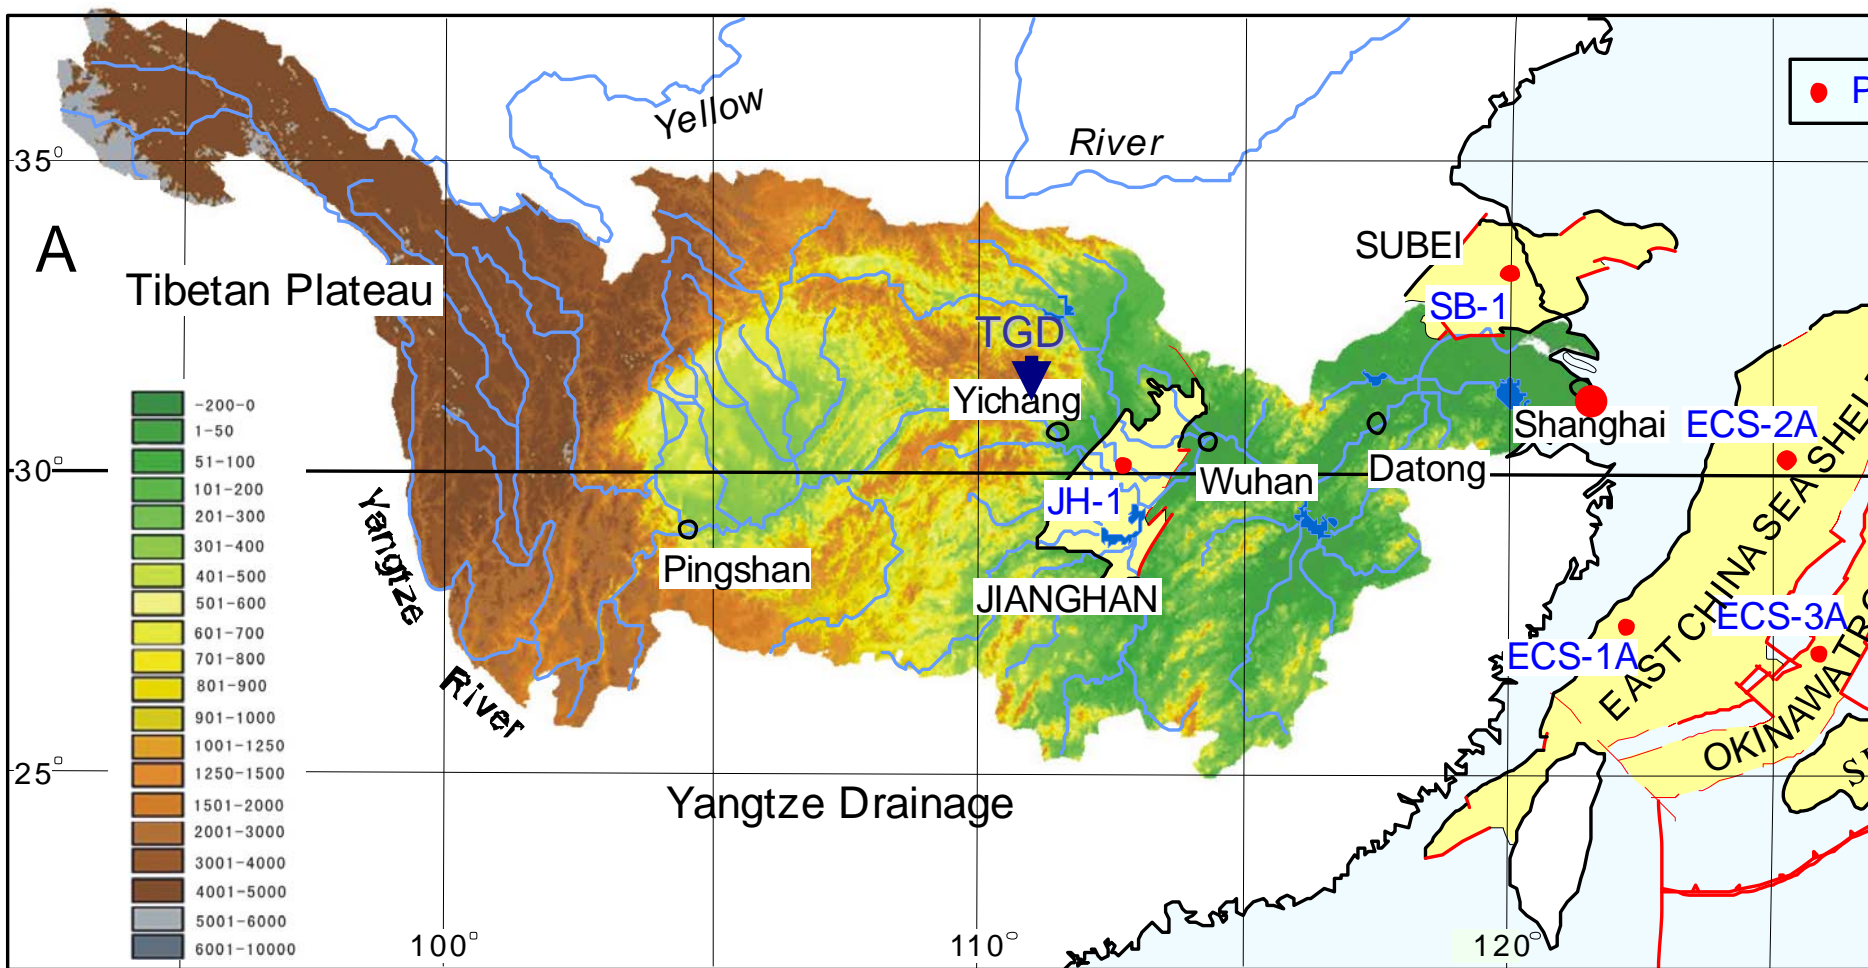 P
Yellow
River
35°
A
SUBEI
Tibetan Plateau
SB-1
TGD
Yichang
-200-0
1-50
51-100
101-200
201-300
301-400
401-500
501-600
601-700
701-800
801-900
901-1000
1001-1250
1250-1500
1501-2000
2001-3000
3001-4000
4001-5000
5001-6000
6001-10000
Shanghai
ECS-2A
30°
Wuhan
Datong
JH-1
Yangtze
River
Pingshan
JIANGHAN
ECS-3A
ECS-1A
EAST CHINA SEA SHEL
OKINAWA TRO
25°
Yangtze Drainage
100°
110°
120°